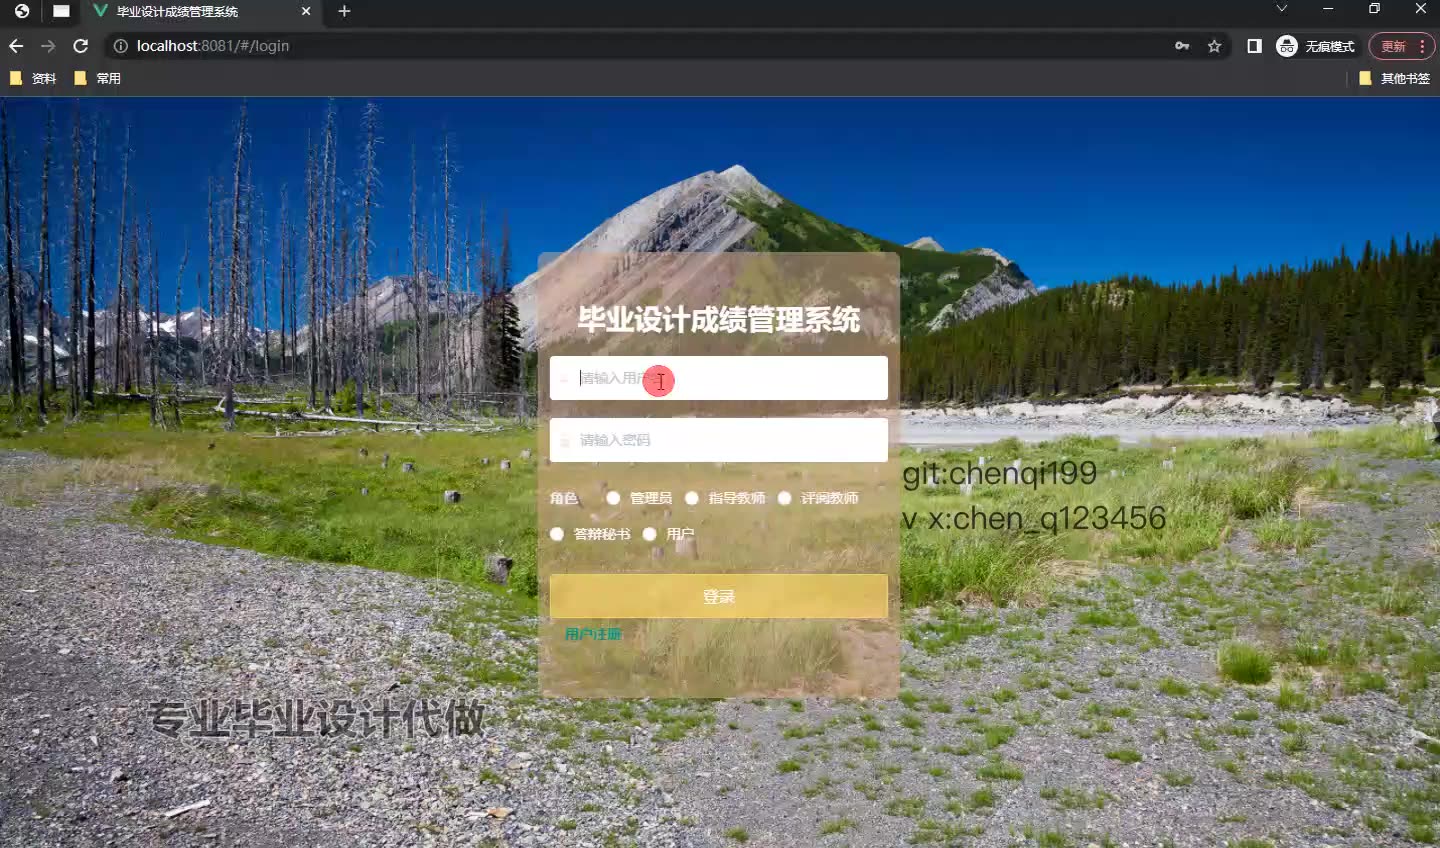 毕业设计成绩管理系统
localhost:8081/#/login
无痕模式
更新
资料
常用
其他书签
毕业设计成绩管理系统
请输入用户
请输入密码
角色 管理员 指导教师 评阅教师
答辩秘书 用户
登录
用户注册
git:chenqi199
v x:chen_q123456
专业毕业设计代做